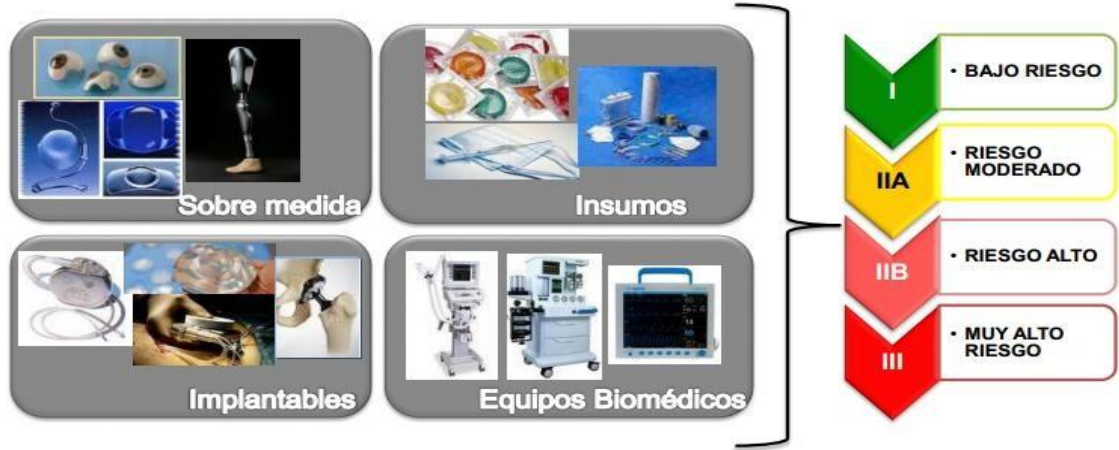 Sobre medida
Insumos
Implantables
Equipos Biomédicos
I
• BAJO RIESGO
IIA
• RIESGO
MODERADO
IIB
• RIESGO ALTO
III
• MUY ALTO
RIESGO